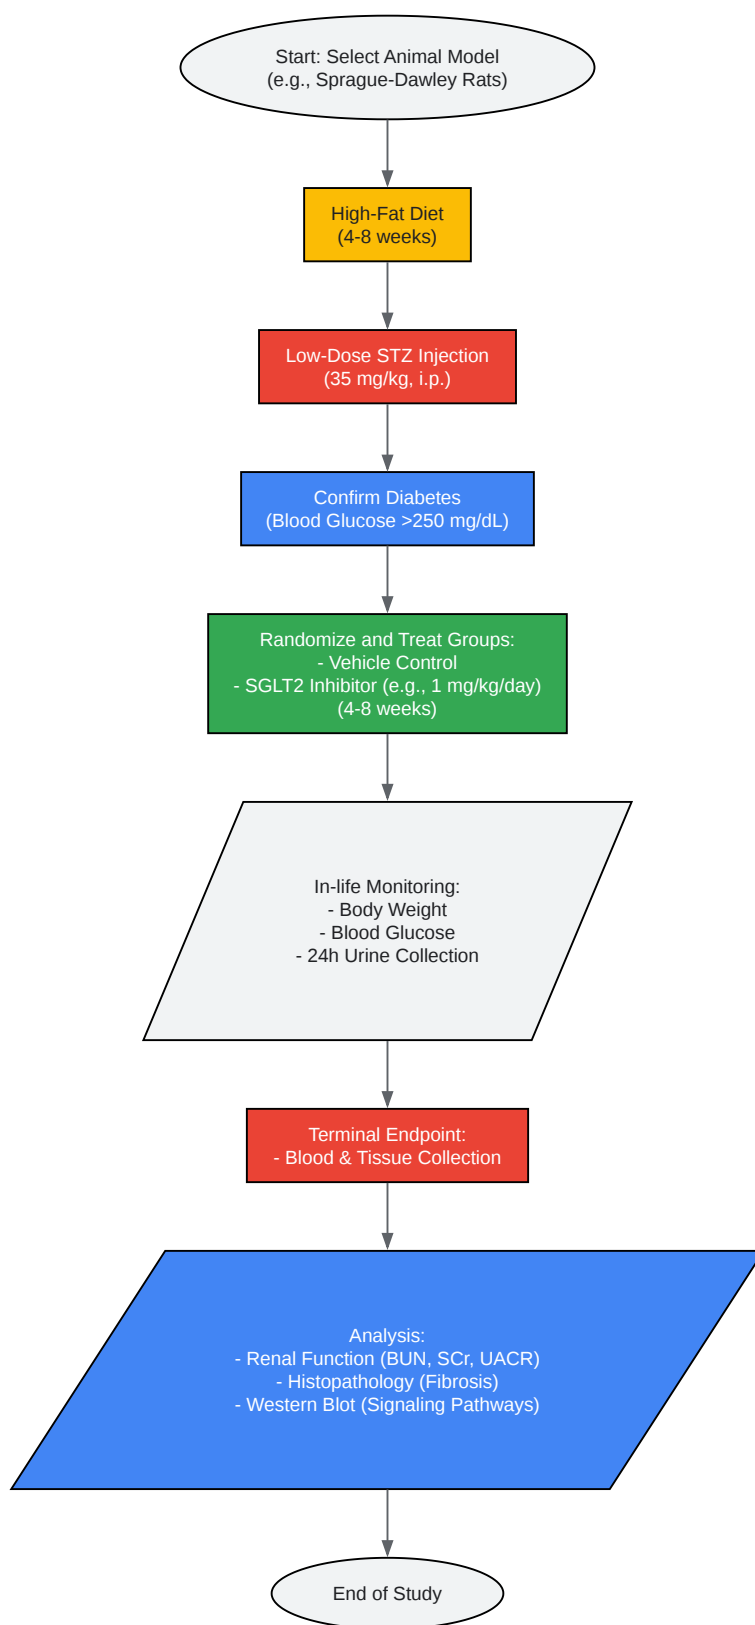 Start: Select Animal Model
(e.g., Sprague-Dawley Rats)
High-Fat Diet
(4-8 weeks)
Low-Dose STZ Injection
(35 mg/kg, i.p.)
Confirm Diabetes
(Blood Glucose >250 mg/dL)
Randomize and Treat Groups:
- Vehicle Control
- SGLT2 Inhibitor (e.g., 1 mg/kg/day)
(4-8 weeks)
In-life Monitoring:
- Body Weight
- Blood Glucose
- 24h Urine Collection
Terminal Endpoint:
- Blood & Tissue Collection
Analysis:
- Renal Function (BUN, SCr, UACR)
- Histopathology (Fibrosis)
- Western Blot (Signaling Pathways)
End of Study